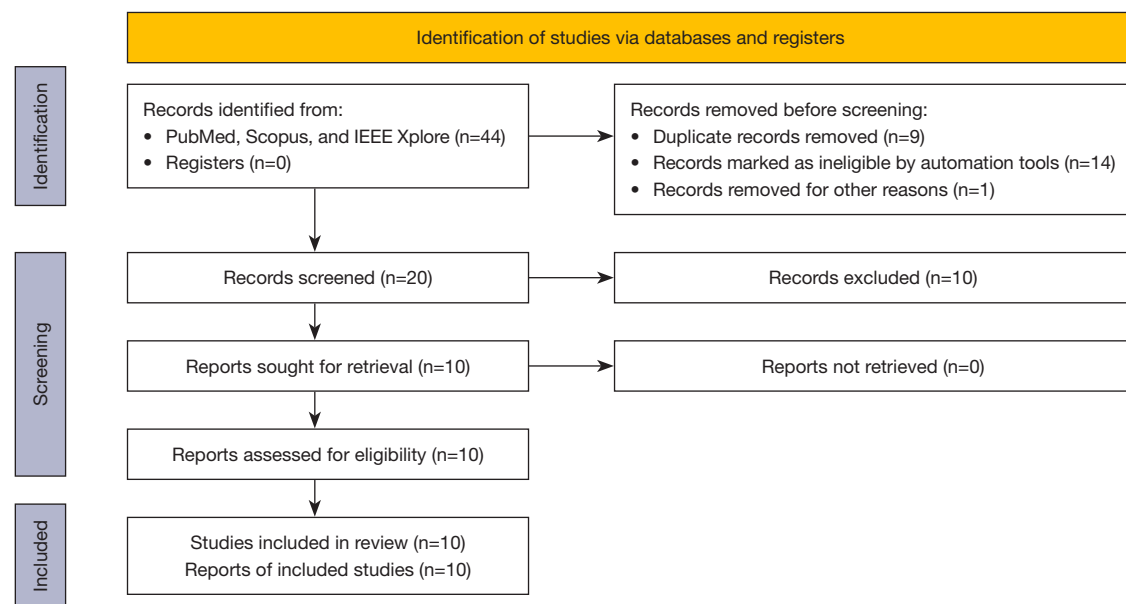 Identification of studies via databases and registers
Identification
Records identified from:
• PubMed, Scopus, and IEEE Xplore (n=44)
• Registers (n=0)
Records removed before screening:
• Duplicate records removed (n=9)
• Records marked as ineligible by automation tools (n=14)
• Records removed for other reasons (n=1)
Screening
Records screened (n=20)
Records excluded (n=10)
Reports sought for retrieval (n=10)
Reports not retrieved (n=0)
Reports assessed for eligibility (n=10)
Included
Studies included in review (n=10)
Reports of included studies (n=10)